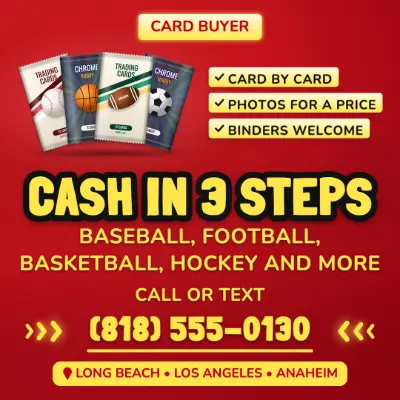 CARD BUYER
TRADING
CARDS
CHROME
TRADING
CARDS
CHROME
✓ CARD BY CARD
✓ PHOTOS FOR A PRICE
✓ BINDERS WELCOME
CASH IN 3 STEPS
BASEBALL, FOOTBALL,
BASKETBALL, HOCKEY AND MORE
CALL OR TEXT
››› (818) 555-0130 ‹‹‹
LONG BEACH • LOS ANGELES • ANAHEIM